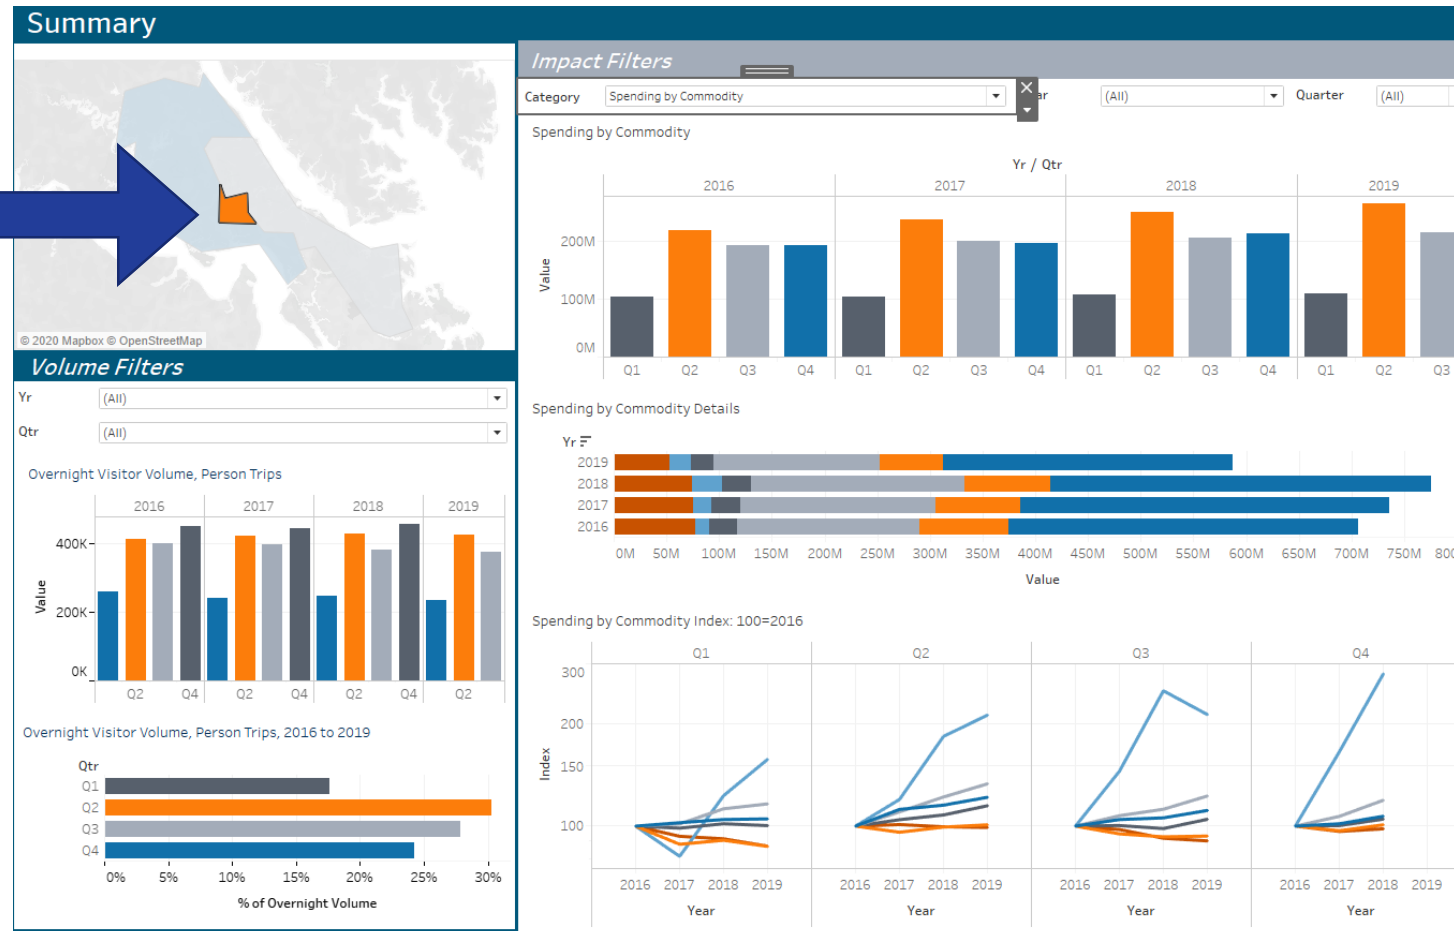 Summary
© 2020 Mapbox © OpenStreetMap
Volume Filters
Yr (All)
Qtr (All)
Overnight Visitor Volume, Person Trips
2016 2017 2018 2019
400K
200K
0K
Value
Q2 Q4 Q2 Q4 Q2 Q4 Q2
Overnight Visitor Volume, Person Trips, 2016 to 2019
Qtr
Q1
Q2
Q3
Q4
0% 5% 10% 15% 20% 25% 30%
% of Overnight Volume
Impact Filters
Category Spending by Commodity (All) Quarter (All)
Spending by Commodity
Yr / Qtr
2016 2017 2018 2019
200M
100M
0M
Value
Q1 Q2 Q3 Q4 Q1 Q2 Q3 Q4 Q1 Q2 Q3 Q4 Q1 Q2 Q3
Spending by Commodity Details
Yr
2019
2018
2017
2016
0M 50M 100M 150M 200M 250M 300M 350M 400M 450M 500M 550M 600M 650M 700M 750M
Value
Spending by Commodity Index: 100=2016
Q1 Q2 Q3 Q4
300
200
150
100
Index
2016 2017 2018 2019 2016 2017 2018 2019 2016 2017 2018 2019 2016 2017 2018 2019
Year Year Year Year